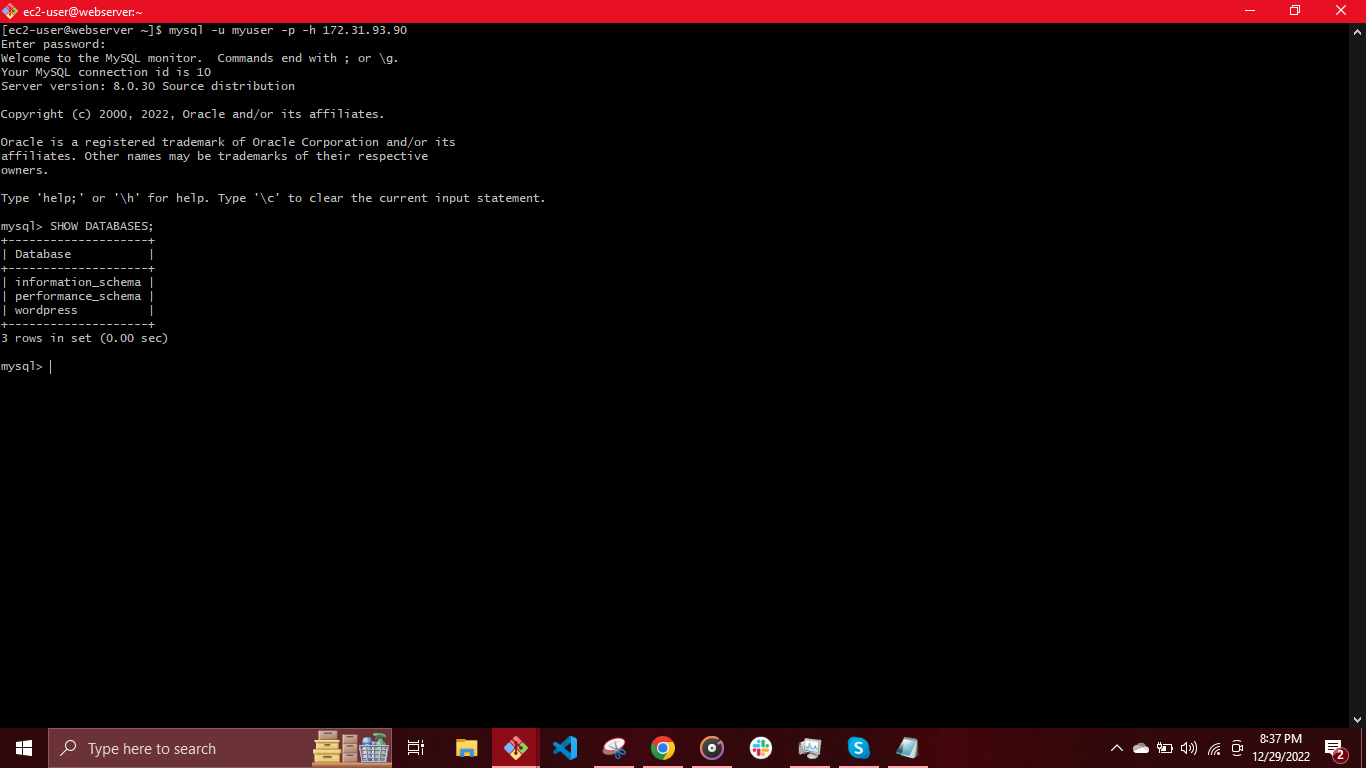 ec2-user@webserver:~
[ec2-user@webserver ~]$ mysql -u myuser -p -h 172.31.93.90
Enter password:
Welcome to the MySQL monitor.  Commands end with ; or \g.
Your MySQL connection id is 10
Server version: 8.0.30 Source distribution
Copyright (c) 2000, 2022, Oracle and/or its affiliates.
Oracle is a registered trademark of Oracle Corporation and/or its
affiliates. Other names may be trademarks of their respective
owners.
Type 'help;' or '\h' for help. Type '\c' to clear the current input statement.
mysql> SHOW DATABASES;
+--------------------+
| Database           |
+--------------------+
| information_schema |
| performance_schema |
| wordpress          |
+--------------------+
3 rows in set (0.00 sec)
mysql>
Type here to search
8:37 PM
12/29/2022
2